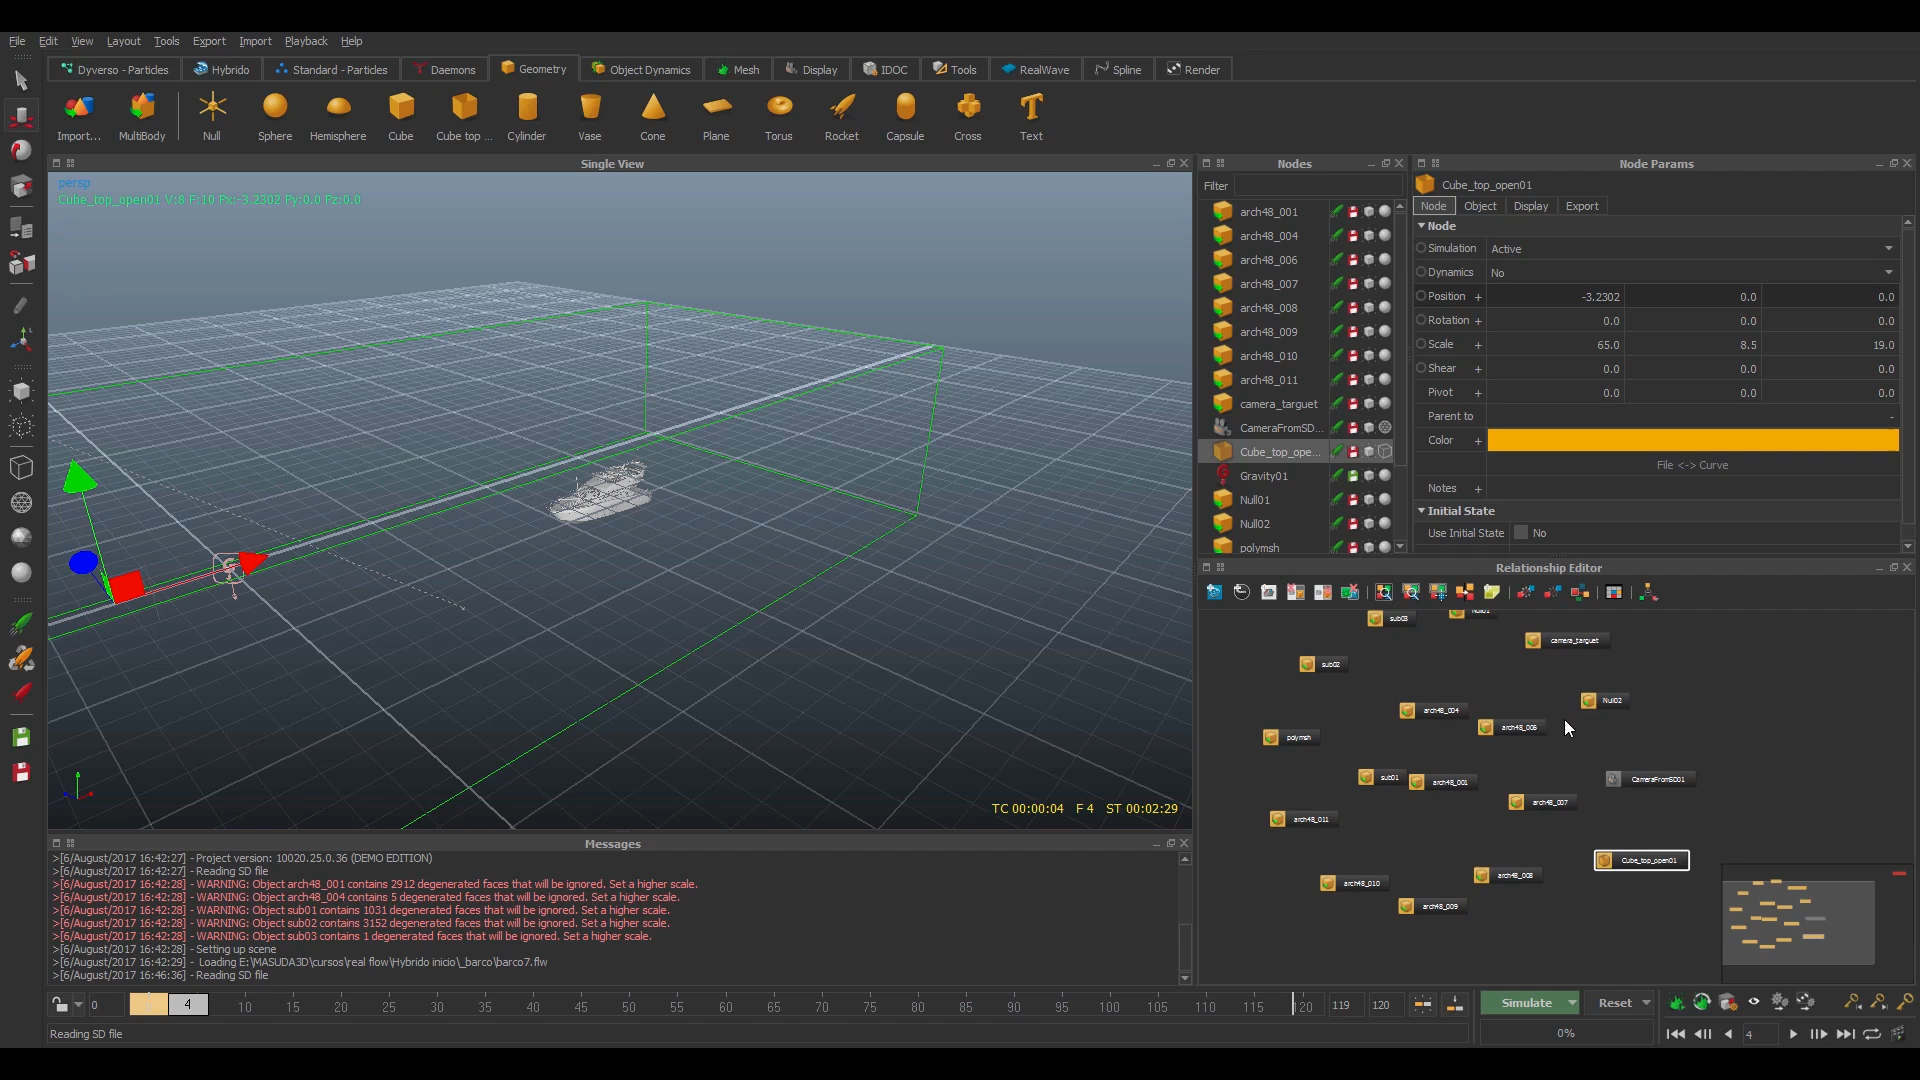 File Edit View Layout Tools Export Import Playback Help
Dyverso - Particles Hybrido Standard - Particles Daemons Geometry Object Dynamics Mesh Display IDOC Tools RealWave Spline Render
Import... MultiBody Null Sphere Hemisphere Cube Cube top ... Cylinder Vase Cone Plane Torus Rocket Capsule Cross Text
Single View
persp
Cube_top_open01 V:8 F:10 Px:-3.2302 Py:0.0 Pz:0.0
TC 00:00:04 F 4 ST 00:02:29
Nodes
Filter
arch48_001
arch48_004
arch48_006
arch48_007
arch48_008
arch48_009
arch48_010
arch48_011
camera_targuet
CameraFromSD...
Cube_top_ope...
Gravity01
Null01
Null02
polymsh
Node Params
Cube_top_open01
Node Object Display Export
Node
Simulation Active
Dynamics No
Position + -3.2302 0.0 0.0
Rotation + 0.0 0.0 0.0
Scale + 65.0 8.5 19.0
Shear + 0.0 0.0 0.0
Pivot + 0.0 0.0 0.0
Parent to -
Color +
File <-> Curve
Notes +
Initial State
Use Initial State No
Relationship Editor
sub03 Null01
camera_targuet
sub02
Null02
arch48_004
arch48_006
polymsh
sub01 arch48_001
CameraFromSD01
arch48_007
arch48_011
Cube_top_open01
arch48_008
arch48_010
arch48_009
Messages
>[6/August/2017 16:42:27] - Project version: 10020.25.0.36 (DEMO EDITION)
>[6/August/2017 16:42:27] - Reading SD file
>[6/August/2017 16:42:28] - WARNING: Object arch48_001 contains 2912 degenerated faces that will be ignored. Set a higher scale.
>[6/August/2017 16:42:28] - WARNING: Object arch48_004 contains 5 degenerated faces that will be ignored. Set a higher scale.
>[6/August/2017 16:42:28] - WARNING: Object sub01 contains 1031 degenerated faces that will be ignored. Set a higher scale.
>[6/August/2017 16:42:28] - WARNING: Object sub02 contains 3152 degenerated faces that will be ignored. Set a higher scale.
>[6/August/2017 16:42:28] - WARNING: Object sub03 contains 1 degenerated faces that will be ignored. Set a higher scale.
>[6/August/2017 16:42:28] - Setting up scene
>[6/August/2017 16:42:29] - Loading E:\MASUDA3D\cursos\real flow\Hybrido inicio\_barco\barco7.flw
>[6/August/2017 16:46:36] - Reading SD file
0 4 10 15 20 25 30 35 40 45 50 55 60 65 70 75 80 85 90 95 100 105 110 115 120 119 120
Simulate Reset
Reading SD file
0%
4